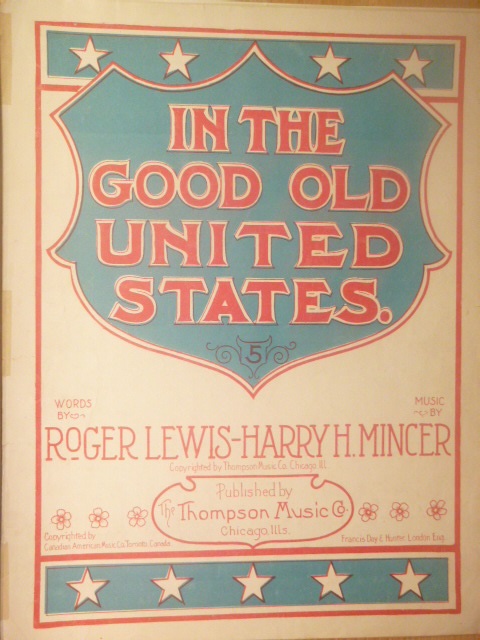 IN THE
GOOD OLD
UNITED
STATES.
5
WORDS
BY
MUSIC
BY
ROGER LEWIS-HARRY H. MINCER
Copyrighted by Thompson Music Co. Chicago. Ill.
Published by
The Thompson Music Co
Chicago, Ills.
Copyrighted by
Canadian American Music Co, Toronto, Canada
Francis Day & Hunter London Eng.